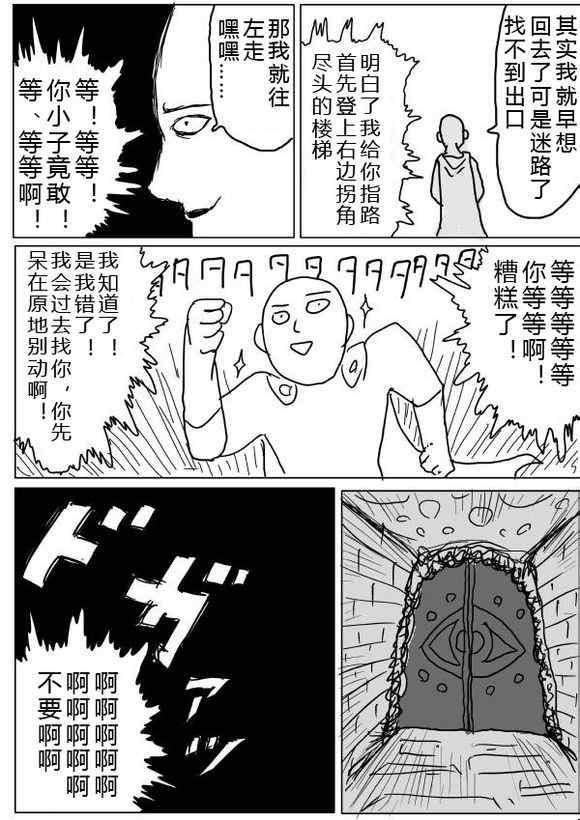 其实我就早想
回去了可是迷路了
找不到出口
明白了我给你指路
首先登上右边拐角
尽头的楼梯
那我就往
左走
嘿嘿……
等！等等！
你小子竟敢！
等、等等啊！
等等等等等
你等等啊！
糟糕了！
タタタタタタタタタ
我知道了！
是我错了！
我会过去找你，你先
呆在原地别动啊！
ドガアッ
啊啊啊啊啊
啊啊啊啊啊
不要啊啊